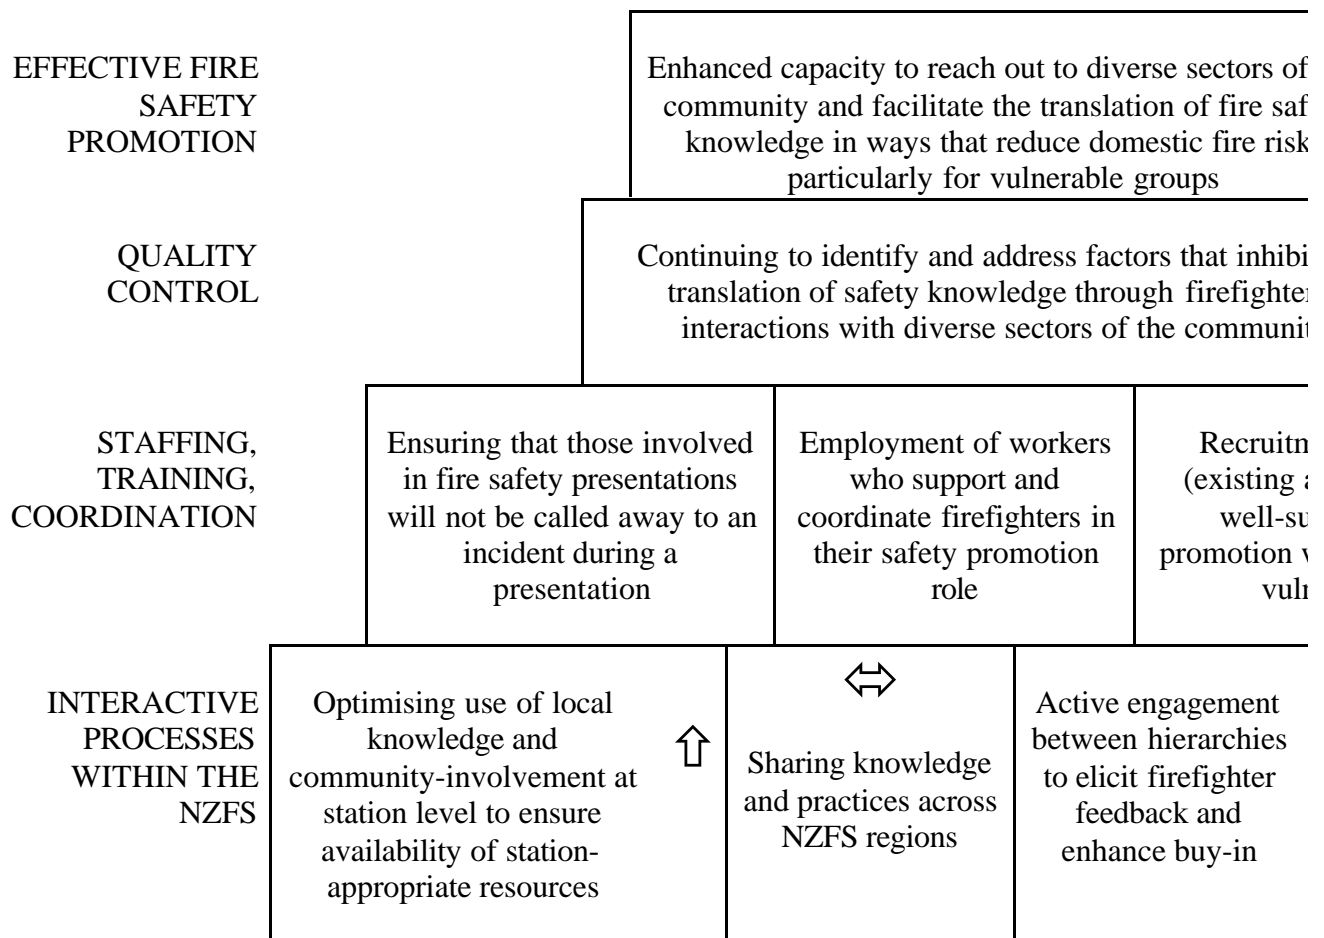 EFFECTIVE FIRE
SAFETY
PROMOTION
Enhanced capacity to reach out to diverse sectors of
community and facilitate the translation of fire saf
knowledge in ways that reduce domestic fire risk
particularly for vulnerable groups
QUALITY
CONTROL
Continuing to identify and address factors that inhibi
translation of safety knowledge through firefighter
interactions with diverse sectors of the communit
STAFFING,
TRAINING,
COORDINATION
Ensuring that those involved
in fire safety presentations
will not be called away to an
incident during a
presentation
Employment of workers
who support and
coordinate firefighters in
their safety promotion
role
Recruitm
(existing
well-su
promotion
vuln
INTERACTIVE
PROCESSES
WITHIN THE
NZFS
Optimising use of local
knowledge and
community-involvement at
station level to ensure
availability of station-
appropriate resources
Sharing knowledge
and practices across
NZFS regions
Active engagement
between hierarchies
to elicit firefighter
feedback and
enhance buy-in